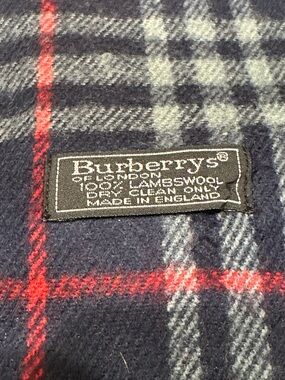 Burberrys®
OF LONDON
100% LAMBSWOOL
DRY CLEAN ONLY
MADE IN ENGLAND